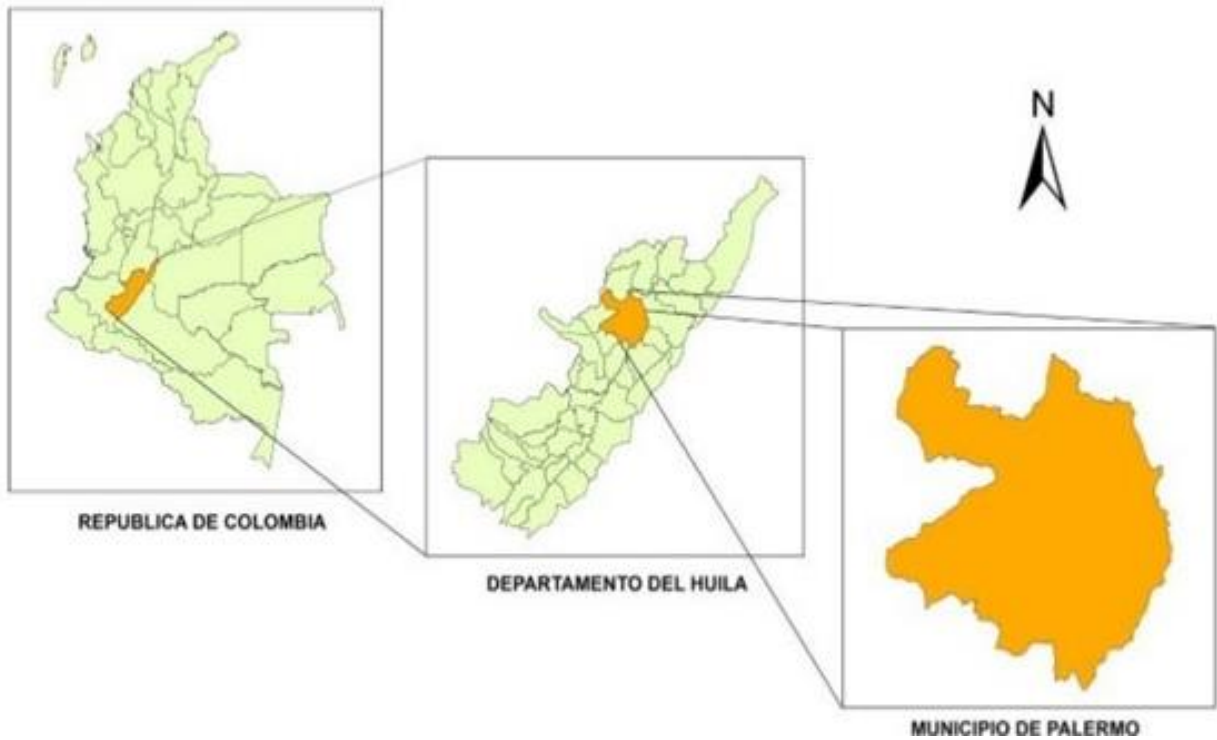 N
REPUBLICA DE COLOMBIA
DEPARTAMENTO DEL HUILA
MUNICIPIO DE PALERMO